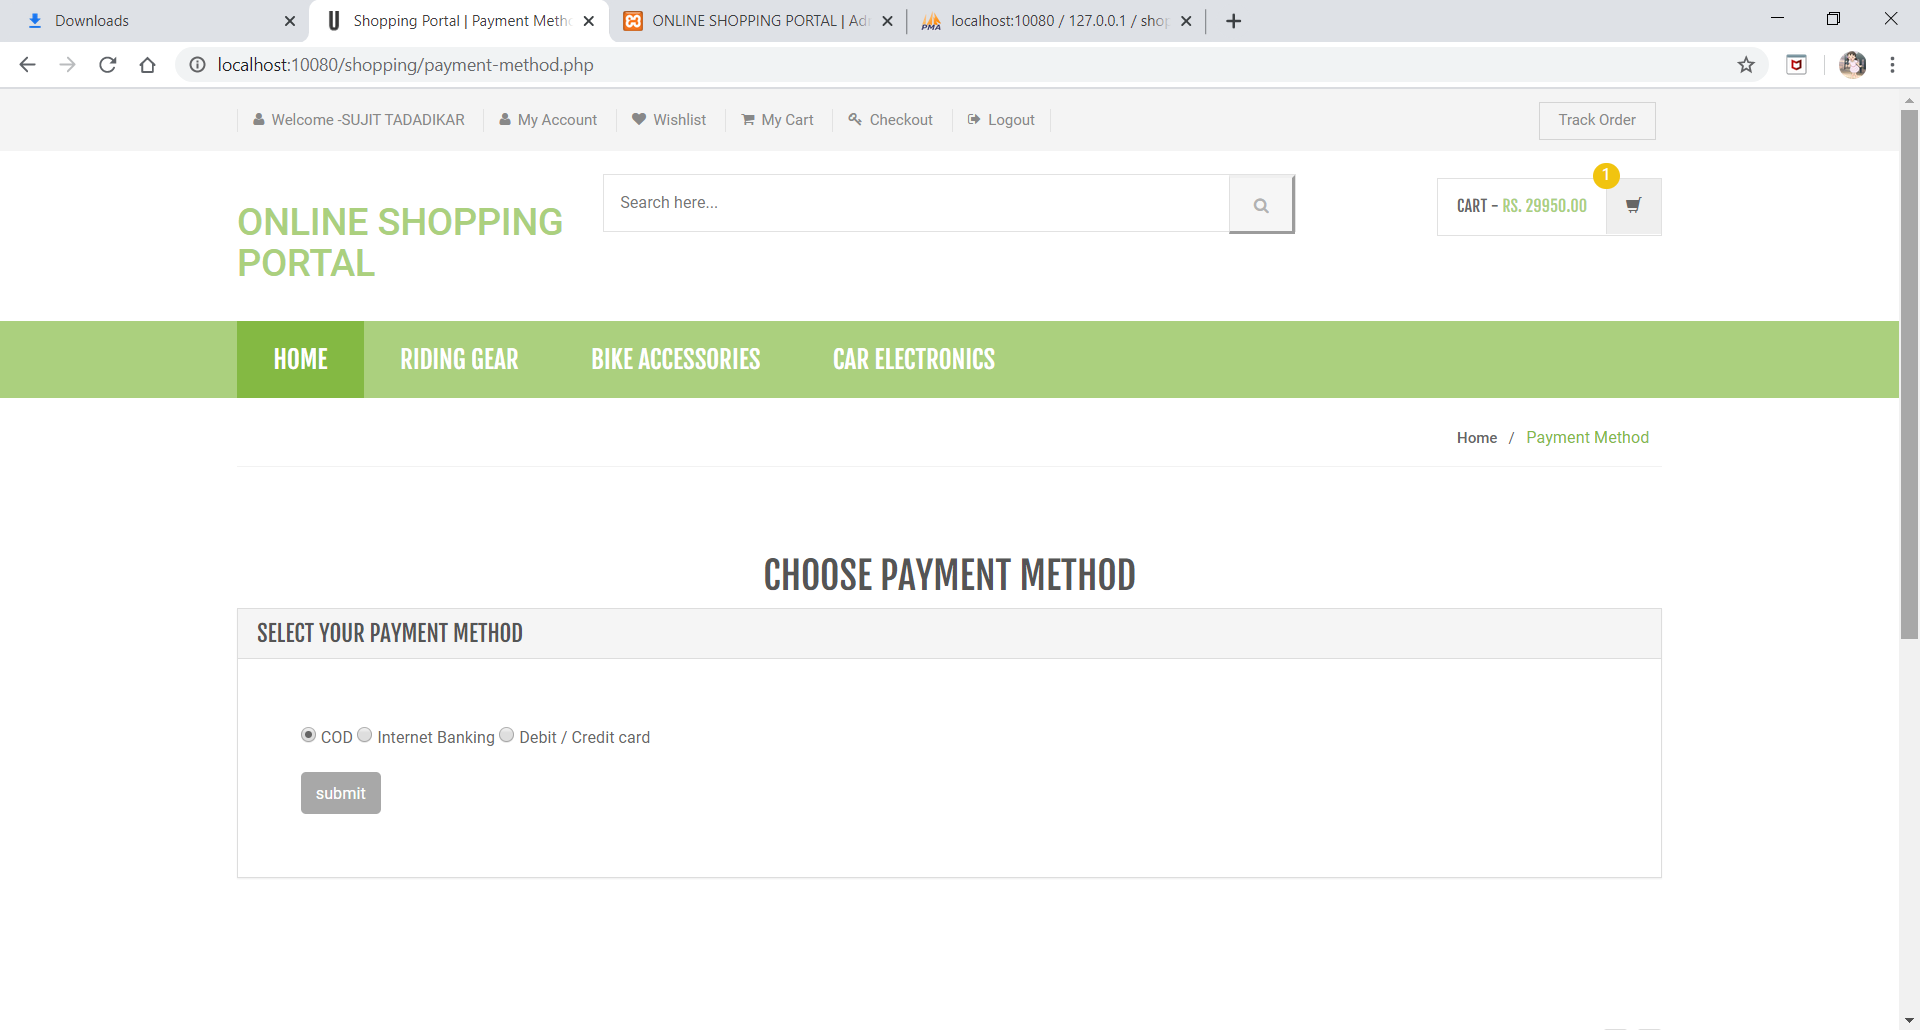 Downloads
Shopping Portal | Payment Meth
ONLINE SHOPPING PORTAL | Ad
localhost:10080 / 127.0.0.1 / shop
localhost:10080/shopping/payment-method.php
Welcome -SUJIT TADADIKAR
My Account
Wishlist
My Cart
Checkout
Logout
Track Order
ONLINE SHOPPING
PORTAL
Search here...
CART - RS. 29950.00
1
HOME
RIDING GEAR
BIKE ACCESSORIES
CAR ELECTRONICS
Home / Payment Method
CHOOSE PAYMENT METHOD
SELECT YOUR PAYMENT METHOD
COD Internet Banking Debit / Credit card
submit